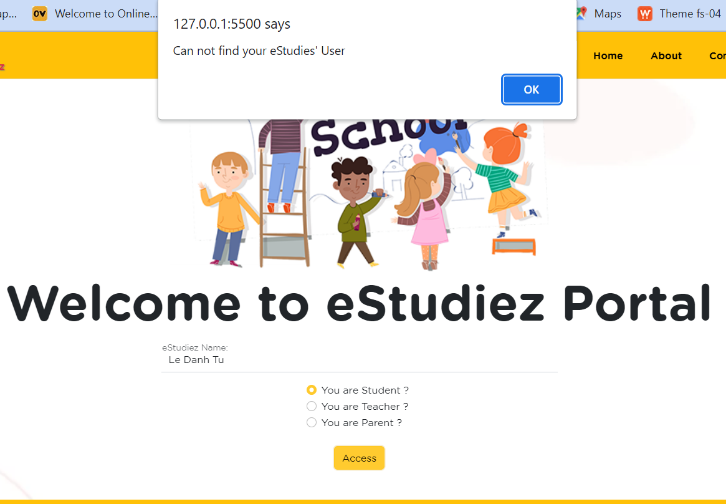 Welcome to Online...
Maps
Theme fs-04
127.0.0.1:5500 says
Can not find your eStudies' User
OK
Home
About
School
Welcome to eStudiez Portal
eStudiez Name:
Le Danh Tu
You are Student ?
You are Teacher ?
You are Parent ?
Access